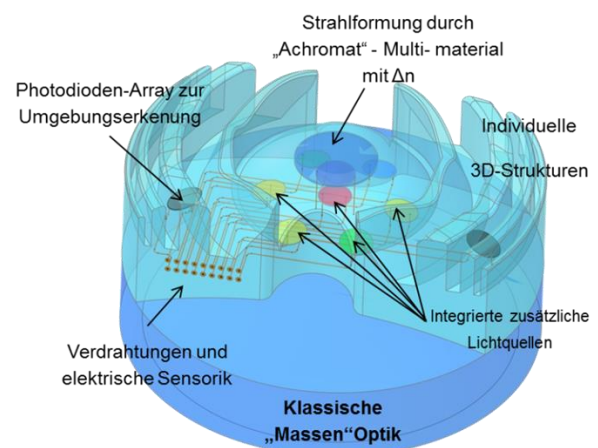 Strahlformung durch
„Achromat“ - Multi- material
mit Δn
Photodioden-Array zur
Umgebungserkenung
Individuelle
3D-Strukturen
Integrierte zusätzliche
Lichtquellen
Verdrahtungen und
elektrische Sensorik
Klassische
„Massen“Optik